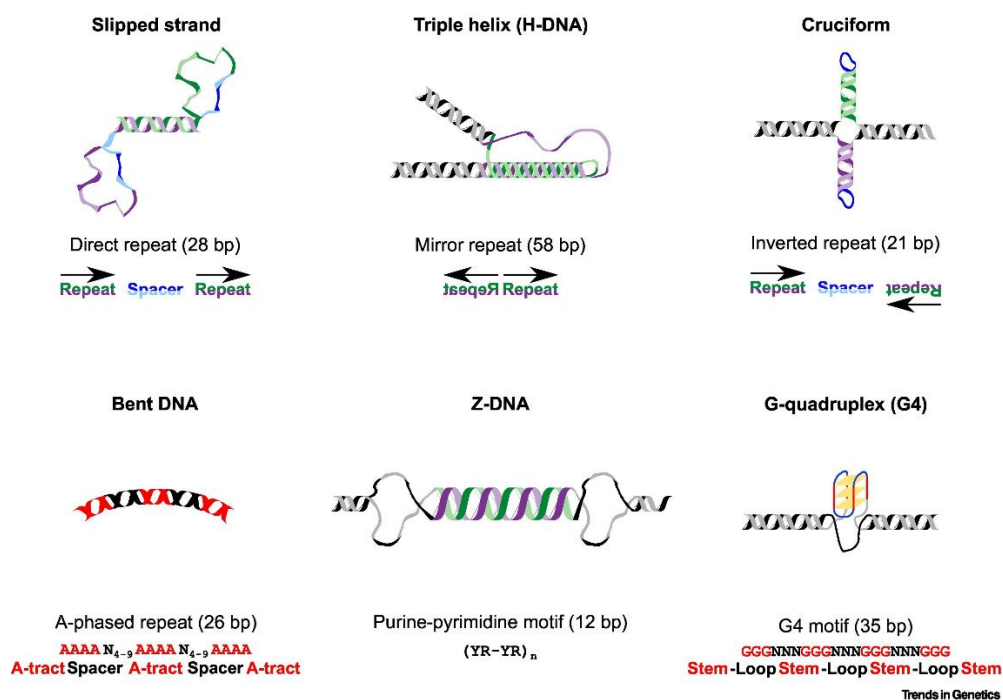 Slipped strand
Triple helix (H-DNA)
Cruciform
Direct repeat (28 bp)
Mirror repeat (58 bp)
Inverted repeat (21 bp)
Repeat Spacer Repeat
Repeat Repeat
Repeat Spacer Repeat
Bent DNA
Z-DNA
G-quadruplex (G4)
A-phased repeat (26 bp)
Purine-pyrimidine motif (12 bp)
G4 motif (35 bp)
AAAA N4-9 AAAA N4-9 AAAA
(YR-YR)n
GGGNNNGGGNNNGGGNNNGGG
A-tract Spacer A-tract Spacer A-tract
Stem-Loop Stem-Loop Stem-Loop Stem
Trends in Genetics